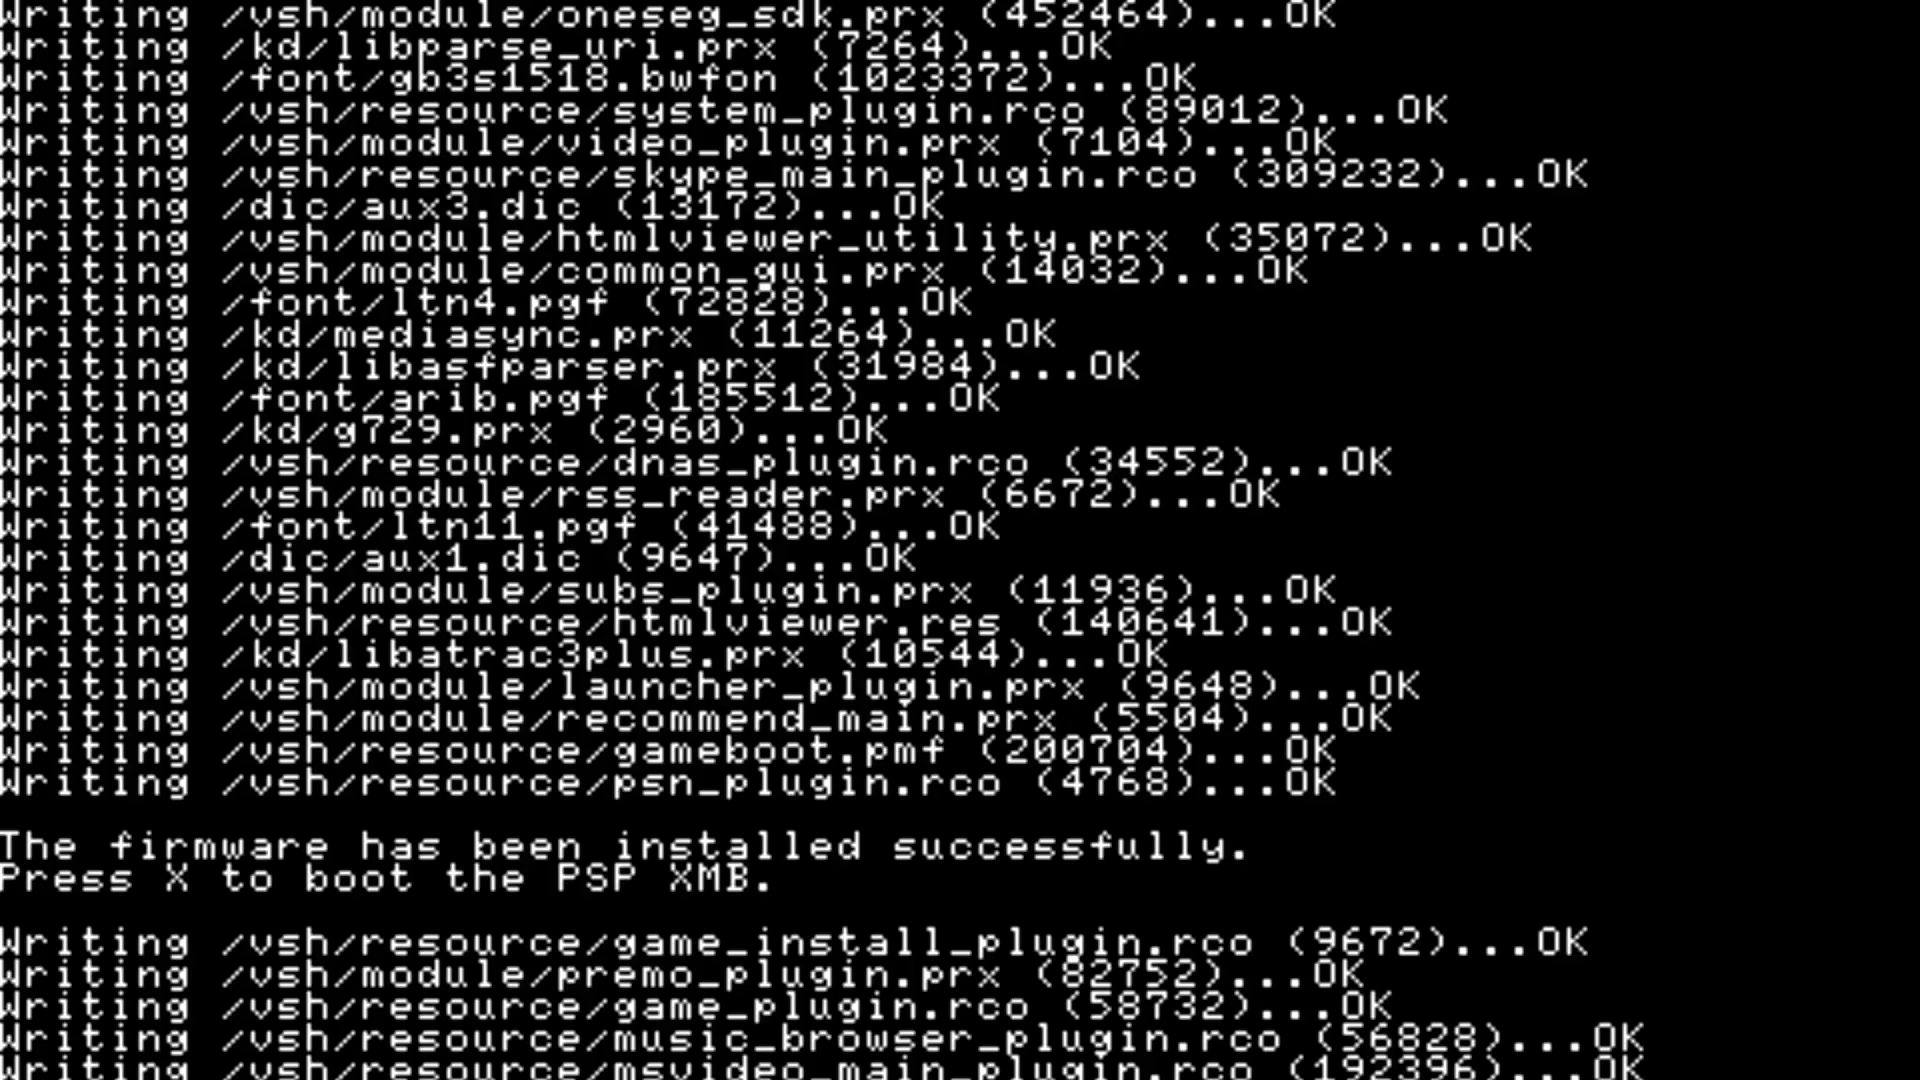 Writing /vsh/module/oneseg_sdk.prx (452464)...OK
Writing /kd/libparse_uri.prx (7264)...OK
Writing /font/gb3s1518.bwfon (1023372)...OK
Writing /vsh/resource/system_plugin.rco (89012)...OK
Writing /vsh/module/video_plugin.prx (7104)...OK
Writing /vsh/resource/skype_main_plugin.rco (309232)...OK
Writing /dic/aux3.dic (13172)...OK
Writing /vsh/module/htmlviewer_utility.prx (35072)...OK
Writing /vsh/module/common_gui.prx (14032)...OK
Writing /font/ltn4.pgf (72828)...OK
Writing /kd/mediasync.prx (11264)...OK
Writing /kd/libasfparser.prx (31984)...OK
Writing /font/arib.pgf (185512)...OK
Writing /kd/g729.prx (2960)...OK
Writing /vsh/resource/dnas_plugin.rco (34552)...OK
Writing /vsh/module/rss_reader.prx (6672)...OK
Writing /font/ltn11.pgf (41488)...OK
Writing /dic/aux1.dic (9647)...OK
Writing /vsh/module/subs_plugin.prx (11936)...OK
Writing /vsh/resource/htmlviewer.res (140641)...OK
Writing /kd/libatrac3plus.prx (10544)...OK
Writing /vsh/module/launcher_plugin.prx (9648)...OK
Writing /vsh/module/recommend_main.prx (5504)...OK
Writing /vsh/resource/gameboot.pmf (200704)...OK
Writing /vsh/resource/psn_plugin.rco (4768)...OK
The firmware has been installed successfully.
Press X to boot the PSP XMB.
Writing /vsh/resource/game_install_plugin.rco (9672)...OK
Writing /vsh/module/premo_plugin.prx (82752)...OK
Writing /vsh/resource/game_plugin.rco (58732)...OK
Writing /vsh/resource/music_browser_plugin.rco (56828)...OK
Writing /vsh/resource/msvideo_main_plugin.rco (192396)...OK